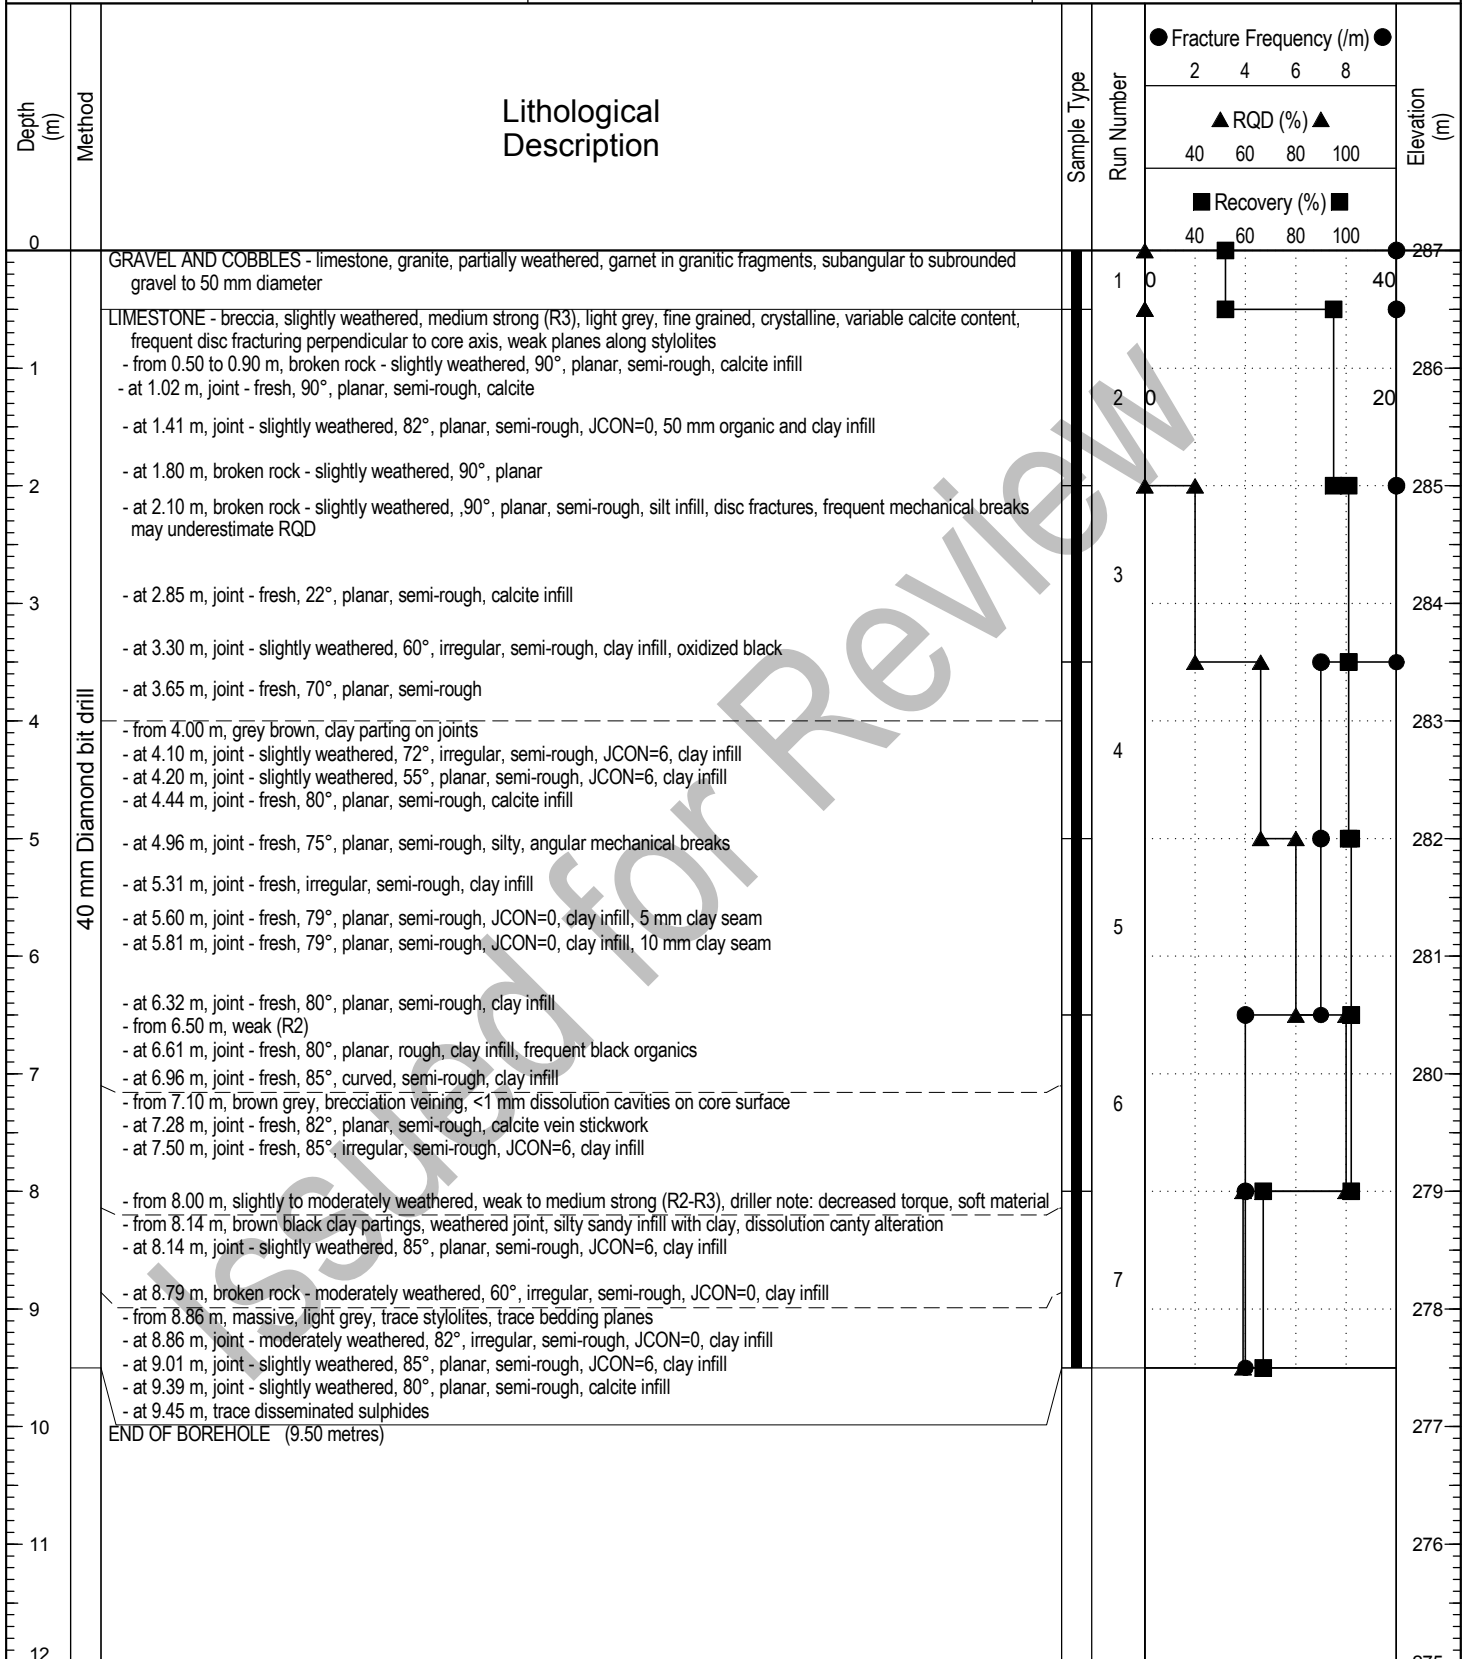 Depth
(m)
Method
Lithological
Description
Sample Type
Run Number
Fracture Frequency (/m)
2 4 6 8
RQD (%)
40 60 80 100
Recovery (%)
40 60 80 100
Elevation
(m)
0
GRAVEL AND COBBLES - limestone, granite, partially weathered, garnet in granitic fragments, subangular to subrounded
gravel to 50 mm diameter
1 0 40
287
LIMESTONE - breccia, slightly weathered, medium strong (R3), light grey, fine grained, crystalline, variable calcite content,
frequent disc fracturing perpendicular to core axis, weak planes along stylolites
- from 0.50 to 0.90 m, broken rock - slightly weathered, 90°, planar, semi-rough, calcite infill
1
286
- at 1.02 m, joint - fresh, 90°, planar, semi-rough, calcite
2 0 20
- at 1.41 m, joint - slightly weathered, 82°, planar, semi-rough, JCON=0, 50 mm organic and clay infill
- at 1.80 m, broken rock - slightly weathered, 90°, planar
2
285
- at 2.10 m, broken rock - slightly weathered, ,90°, planar, semi-rough, silt infill, disc fractures, frequent mechanical breaks
may underestimate RQD
3
- at 2.85 m, joint - fresh, 22°, planar, semi-rough, calcite infill
3
284
- at 3.30 m, joint - slightly weathered, 60°, irregular, semi-rough, clay infill, oxidized black
- at 3.65 m, joint - fresh, 70°, planar, semi-rough
40 mm Diamond bit drill
4
283
- from 4.00 m, grey brown, clay parting on joints
- at 4.10 m, joint - slightly weathered, 72°, irregular, semi-rough, JCON=6, clay infill
4
- at 4.20 m, joint - slightly weathered, 55°, planar, semi-rough, JCON=6, clay infill
- at 4.44 m, joint - fresh, 80°, planar, semi-rough, calcite infill
5
282
- at 4.96 m, joint - fresh, 75°, planar, semi-rough, silty, angular mechanical breaks
- at 5.31 m, joint - fresh, irregular, semi-rough, clay infill
- at 5.60 m, joint - fresh, 79°, planar, semi-rough, JCON=0, clay infill, 5 mm clay seam
5
- at 5.81 m, joint - fresh, 79°, planar, semi-rough, JCON=0, clay infill, 10 mm clay seam
6
281
- at 6.32 m, joint - fresh, 80°, planar, semi-rough, clay infill
- from 6.50 m, weak (R2)
- at 6.61 m, joint - fresh, 80°, planar, rough, clay infill, frequent black organics
- at 6.96 m, joint - fresh, 85°, curved, semi-rough, clay infill
7
280
- from 7.10 m, brown grey, brecciation veining, <1 mm dissolution cavities on core surface
6
- at 7.28 m, joint - fresh, 82°, planar, semi-rough, calcite vein stickwork
- at 7.50 m, joint - fresh, 85°, irregular, semi-rough, JCON=6, clay infill
8
279
- from 8.00 m, slightly to moderately weathered, weak to medium strong (R2-R3), driller note: decreased torque, soft material
- from 8.14 m, brown black clay partings, weathered joint, silty sandy infill with clay, dissolution canty alteration
- at 8.14 m, joint - slightly weathered, 85°, planar, semi-rough, JCON=6, clay infill
7
- at 8.79 m, broken rock - moderately weathered, 60°, irregular, semi-rough, JCON=0, clay infill
9
278
- from 8.86 m, massive, light grey, trace stylolites, trace bedding planes
- at 8.86 m, joint - moderately weathered, 82°, irregular, semi-rough, JCON=0, clay infill
- at 9.01 m, joint - slightly weathered, 85°, planar, semi-rough, JCON=6, clay infill
- at 9.39 m, joint - slightly weathered, 80°, planar, semi-rough, calcite infill
- at 9.45 m, trace disseminated sulphides
10
277
END OF BOREHOLE (9.50 metres)
11
276
12
275
Issued for Review